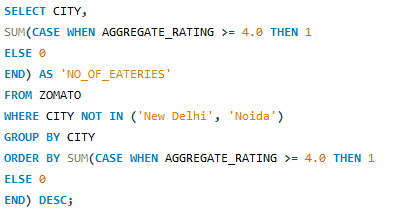 SELECT CITY,
SUM(CASE WHEN AGGREGATE_RATING >= 4.0 THEN 1
ELSE 0
END) AS 'NO_OF_EATERIES'
FROM ZOMATO
WHERE CITY NOT IN ('New Delhi', 'Noida')
GROUP BY CITY
ORDER BY SUM(CASE WHEN AGGREGATE_RATING >= 4.0 THEN 1
ELSE 0
END) DESC;